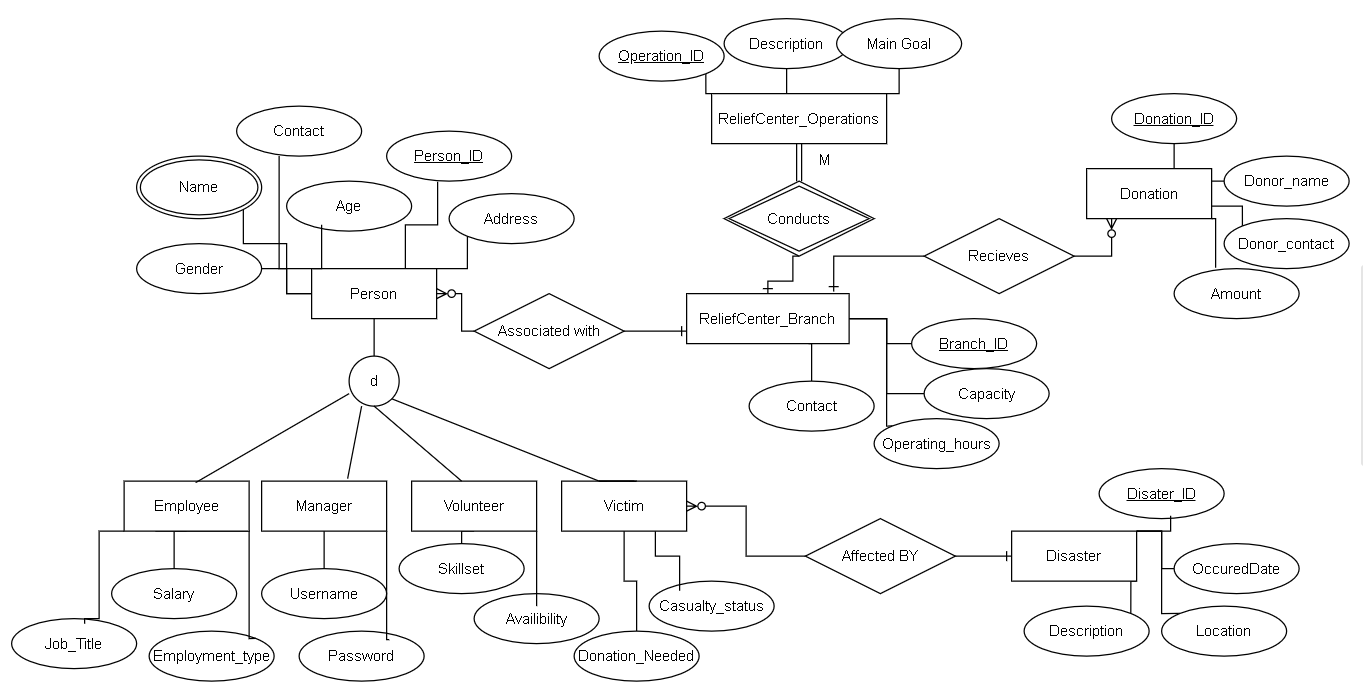 Operation_ID
Description
Main Goal
ReliefCenter_Operations
M
Conducts
Contact
Person_ID
Name
Age
Address
Gender
Person
Associated with
ReliefCenter_Branch
Recieves
Donation_ID
Donation
Donor_name
Donor_contact
Amount
Branch_ID
Capacity
Contact
Operating_hours
d
Employee
Manager
Volunteer
Victim
Salary
Job_Title
Employment_type
Username
Password
Skillset
Availibility
Casualty_status
Donation_Needed
Affected BY
Disater_ID
Disaster
OccuredDate
Description
Location